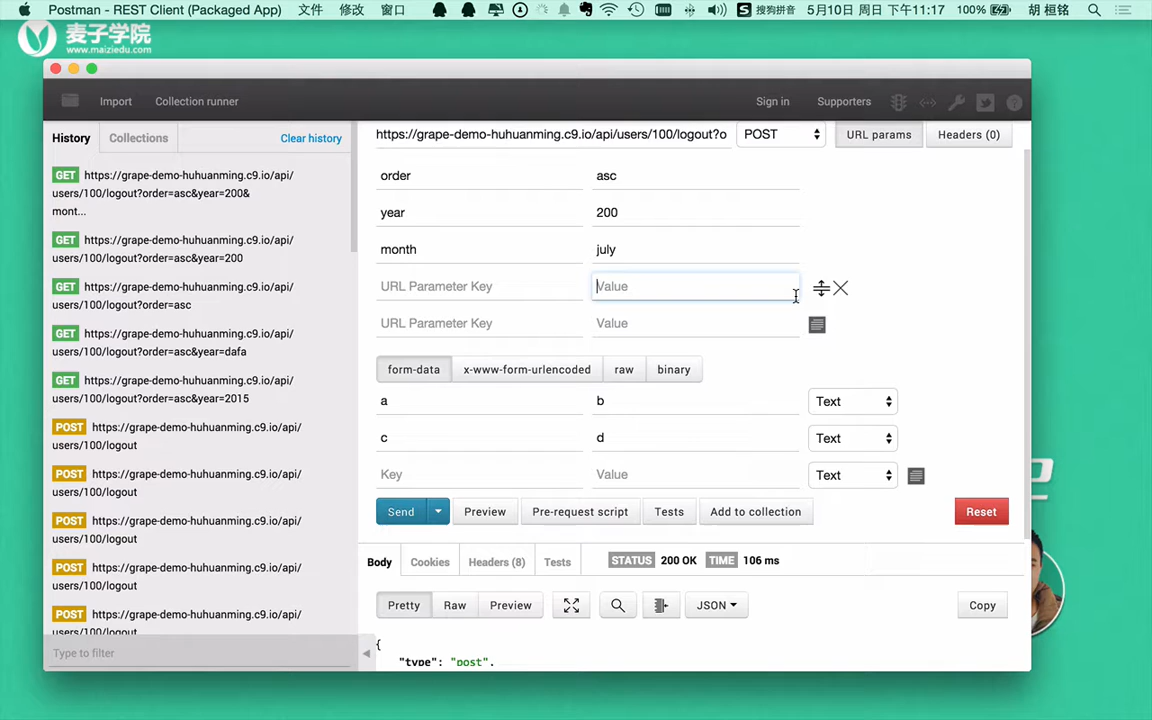 Postman - REST Client (Packaged App) 文件 修改 窗口 搜狗拼音 5月10日 周日 下午11:17 100% 胡 桓铭
麦子学院
www.maiziedu.com
Import Collection runner Sign in Supporters
History Collections Clear history
GET https://grape-demo-huhuanming.c9.io/api/
users/100/logout?order=asc&year=200&
mont...
GET https://grape-demo-huhuanming.c9.io/api/
users/100/logout?order=asc&year=200
GET https://grape-demo-huhuanming.c9.io/api/
users/100/logout?order=asc
GET https://grape-demo-huhuanming.c9.io/api/
users/100/logout?order=asc&year=dafa
GET https://grape-demo-huhuanming.c9.io/api/
users/100/logout?order=asc&year=2015
POST https://grape-demo-huhuanming.c9.io/api/
users/100/logout
POST https://grape-demo-huhuanming.c9.io/api/
users/100/logout
POST https://grape-demo-huhuanming.c9.io/api/
users/100/logout
POST https://grape-demo-huhuanming.c9.io/api/
users/100/logout
POST https://grape-demo-huhuanming.c9.io/api/
users/100/logout
Type to filter
https://grape-demo-huhuanming.c9.io/api/users/100/logout?o POST URL params Headers (0)
order asc
year 200
month july
URL Parameter Key Value
URL Parameter Key Value
form-data x-www-form-urlencoded raw binary
a b Text
c d Text
Key Value Text
Send Preview Pre-request script Tests Add to collection Reset
Body Cookies Headers (8) Tests STATUS 200 OK TIME 106 ms
Pretty Raw Preview JSON Copy
{
"type": "post",